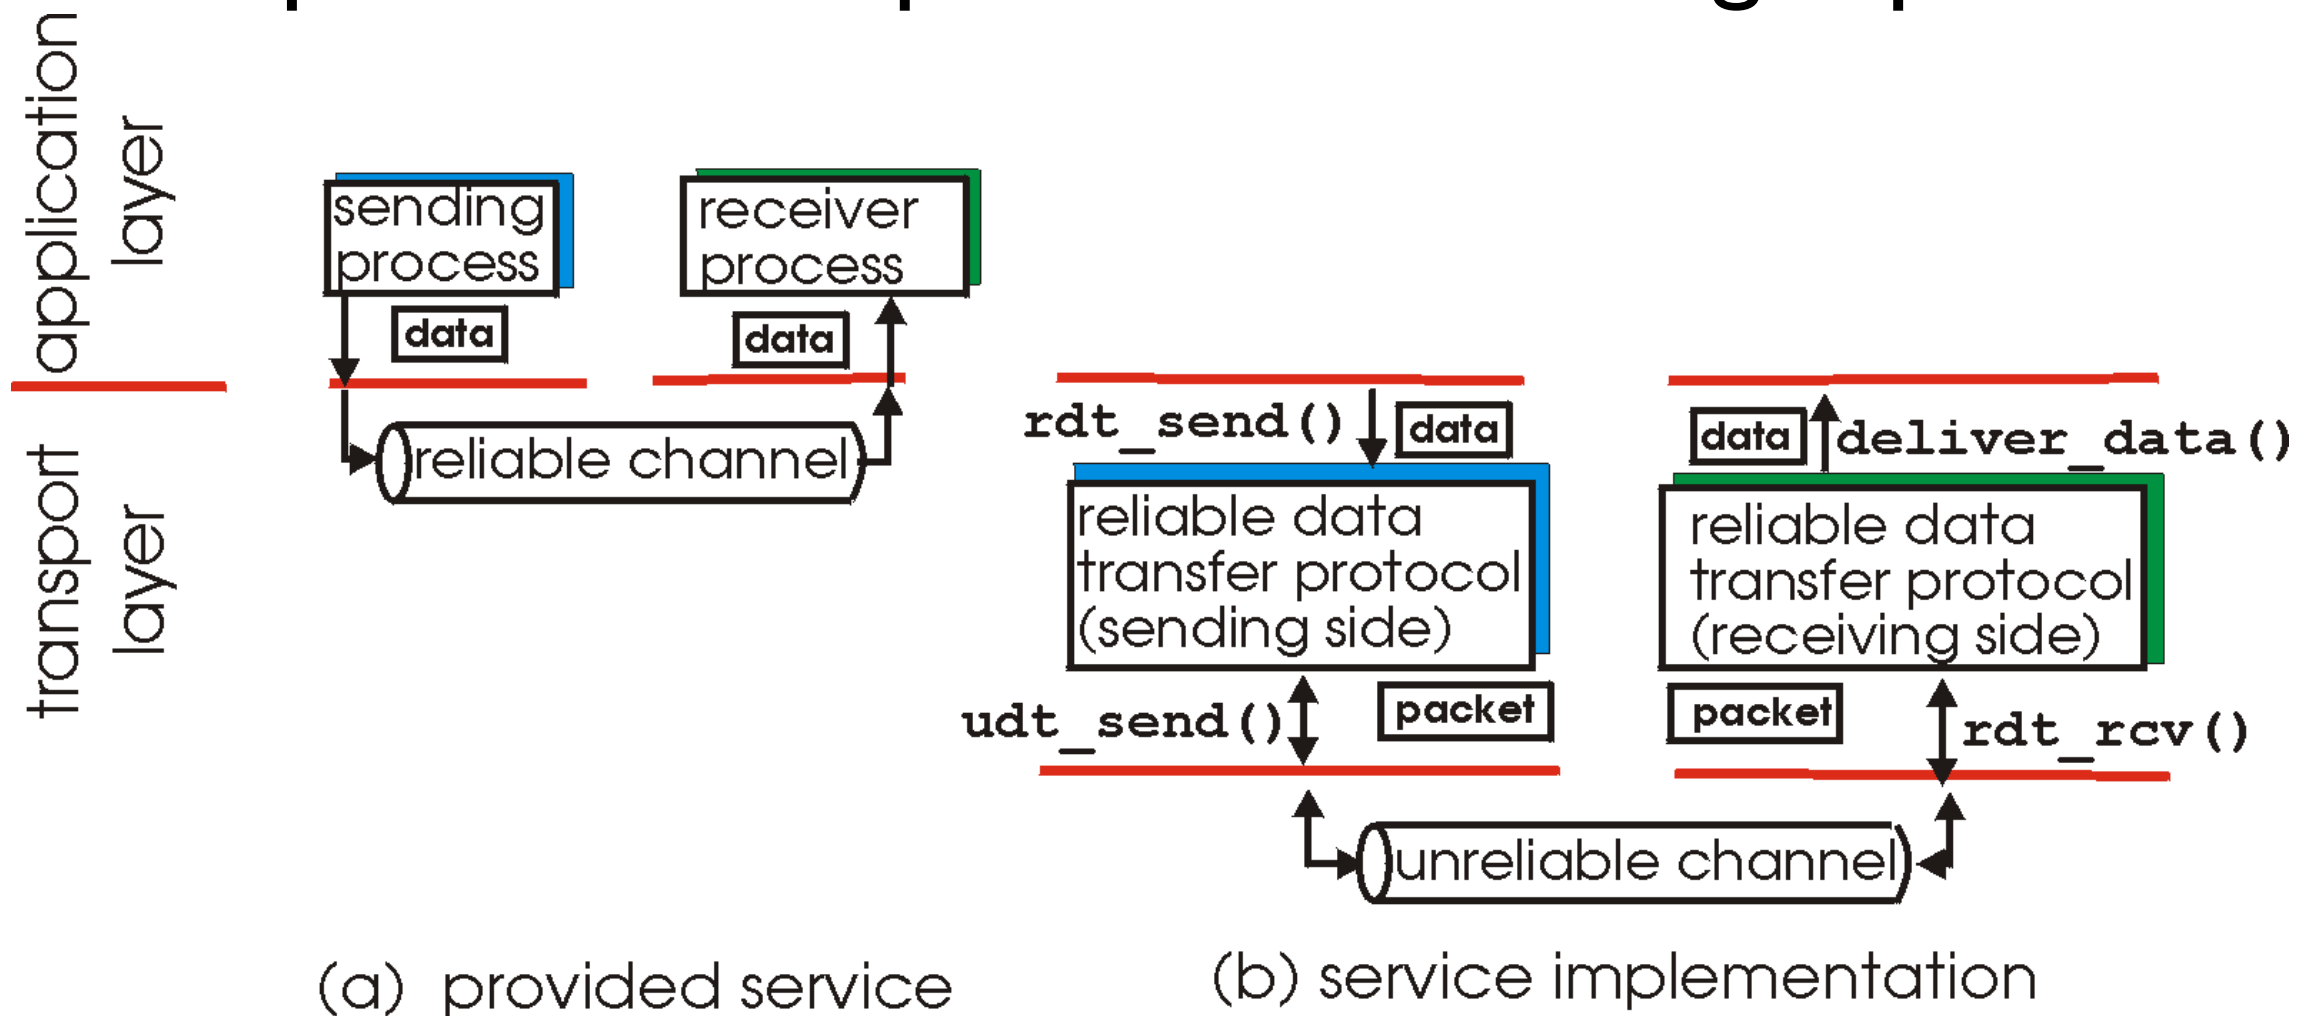 application
layer
transport
layer
sending
process
data
receiver
process
data
reliable channel
(a) provided service
rdt_send()
data
reliable data
transfer protocol
(sending side)
udt_send()
packet
data
deliver_data()
reliable data
transfer protocol
(receiving side)
packet
rdt_rcv()
unreliable channel
(b) service implementation